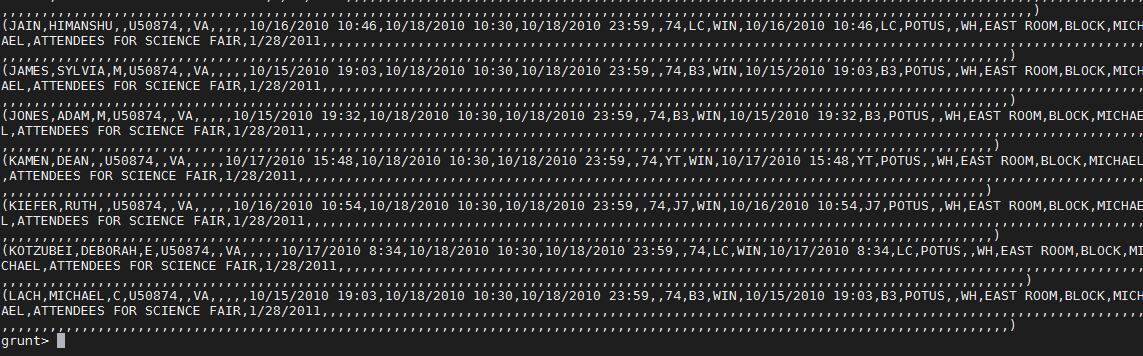 ,,,,,,,,,,,,,,,,,,,,,,,,,,,,,,,,,,,,,,,,,,,,,,,,,,,,,,,,,,,,,,,,,,,,,,,,,,,,,,,,,,,,,,,,,,,,,,,,,,,,,,,,,,,,,,,,,,,,,,,,,,,,,,,,,)
(JAIN,HIMANSHU,,U50874,,VA,,,,,10/16/2010 10:46,10/18/2010 10:30,10/18/2010 23:59,,74,LC,WIN,10/16/2010 10:46,LC,POTUS,,WH,EAST ROOM,BLOCK,MICH
AEL,ATTENDEES FOR SCIENCE FAIR,1/28/2011,,,,,,,,,,,,,,,,,,,,,,,,,,,,,,,,,,,,,,,,,,,,,,,,,,,,,,,,,,,,,,,,,,,,,,,,,,,,,,,,,,,,,,,,,,,,,,,,,,,,,,,
,,,,,,,,,,,,,,,,,,,,,,,,,,,,,,,,,,,,,,,,,,,,,,,,,,,,,,,,,,,,,,,,,,,,,,,,,,,,,,,,,,,,,,,,,,,,,,,,,,,,,,,,,,,,,,,,,,,,,,,,,,,,,,)
(JAMES,SYLVIA,M,U50874,,VA,,,,,10/15/2010 19:03,10/18/2010 10:30,10/18/2010 23:59,,74,B3,WIN,10/15/2010 19:03,B3,POTUS,,WH,EAST ROOM,BLOCK,MICH
AEL,ATTENDEES FOR SCIENCE FAIR,1/28/2011,,,,,,,,,,,,,,,,,,,,,,,,,,,,,,,,,,,,,,,,,,,,,,,,,,,,,,,,,,,,,,,,,,,,,,,,,,,,,,,,,,,,,,,,,,,,,,,,,,,,,,,
,,,,,,,,,,,,,,,,,,,,,,,,,,,,,,,,,,,,,,,,,,,,,,,,,,,,,,,,,,,,,,,,,,,,,,,,,,,,,,,,,,,,,,,,,,,,,,,,,,,,,,,,,,,,,,,,,,,,,,,,,,,,,,)
(JONES,ADAM,M,U50874,,VA,,,,,10/15/2010 19:32,10/18/2010 10:30,10/18/2010 23:59,,74,B3,WIN,10/15/2010 19:32,B3,POTUS,,WH,EAST ROOM,BLOCK,MICHAE
L,ATTENDEES FOR SCIENCE FAIR,1/28/2011,,,,,,,,,,,,,,,,,,,,,,,,,,,,,,,,,,,,,,,,,,,,,,,,,,,,,,,,,,,,,,,,,,,,,,,,,,,,,,,,,,,,,,,,,,,,,,,,,,,,,,,,,
,,,,,,,,,,,,,,,,,,,,,,,,,,,,,,,,,,,,,,,,,,,,,,,,,,,,,,,,,,,,,,,,,,,,,,,,,,,,,,,,,,,,,,,,,,,,,,,,,,,,,,,,,,,,,,,,,,,,,,,,,,,,)
(KAMEN,DEAN,,U50874,,VA,,,,,10/17/2010 15:48,10/18/2010 10:30,10/18/2010 23:59,,74,YT,WIN,10/17/2010 15:48,YT,POTUS,,WH,EAST ROOM,BLOCK,MICHAEL
,ATTENDEES FOR SCIENCE FAIR,1/28/2011,,,,,,,,,,,,,,,,,,,,,,,,,,,,,,,,,,,,,,,,,,,,,,,,,,,,,,,,,,,,,,,,,,,,,,,,,,,,,,,,,,,,,,,,,,,,,,,,,,,,,,,,,,
,,,,,,,,,,,,,,,,,,,,,,,,,,,,,,,,,,,,,,,,,,,,,,,,,,,,,,,,,,,,,,,,,,,,,,,,,,,,,,,,,,,,,,,,,,,,,,,,,,,,,,,,,,,,,,,,,,,,,,,,,,,)
(KIEFER,RUTH,,U50874,,VA,,,,,10/16/2010 10:54,10/18/2010 10:30,10/18/2010 23:59,,74,J7,WIN,10/16/2010 10:54,J7,POTUS,,WH,EAST ROOM,BLOCK,MICHAE
L,ATTENDEES FOR SCIENCE FAIR,1/28/2011,,,,,,,,,,,,,,,,,,,,,,,,,,,,,,,,,,,,,,,,,,,,,,,,,,,,,,,,,,,,,,,,,,,,,,,,,,,,,,,,,,,,,,,,,,,,,,,,,,,,,,,,,
,,,,,,,,,,,,,,,,,,,,,,,,,,,,,,,,,,,,,,,,,,,,,,,,,,,,,,,,,,,,,,,,,,,,,,,,,,,,,,,,,,,,,,,,,,,,,,,,,,,,,,,,,,,,,,,,,,,,,,,,,,,,)
(KOTZUBEI,DEBORAH,E,U50874,,VA,,,,,10/17/2010 8:34,10/18/2010 10:30,10/18/2010 23:59,,74,LC,WIN,10/17/2010 8:34,LC,POTUS,,WH,EAST ROOM,BLOCK,MI
CHAEL,ATTENDEES FOR SCIENCE FAIR,1/28/2011,,,,,,,,,,,,,,,,,,,,,,,,,,,,,,,,,,,,,,,,,,,,,,,,,,,,,,,,,,,,,,,,,,,,,,,,,,,,,,,,,,,,,,,,,,,,,,,,,,,,,
,,,,,,,,,,,,,,,,,,,,,,,,,,,,,,,,,,,,,,,,,,,,,,,,,,,,,,,,,,,,,,,,,,,,,,,,,,,,,,,,,,,,,,,,,,,,,,,,,,,,,,,,,,,,,,,,,,,,,,,,,,,,,,,,)
(LACH,MICHAEL,C,U50874,,VA,,,,,10/15/2010 19:03,10/18/2010 10:30,10/18/2010 23:59,,74,B3,WIN,10/15/2010 19:03,B3,POTUS,,WH,EAST ROOM,BLOCK,MICH
AEL,ATTENDEES FOR SCIENCE FAIR,1/28/2011,,,,,,,,,,,,,,,,,,,,,,,,,,,,,,,,,,,,,,,,,,,,,,,,,,,,,,,,,,,,,,,,,,,,,,,,,,,,,,,,,,,,,,,,,,,,,,,,,,,,,,,
,,,,,,,,,,,,,,,,,,,,,,,,,,,,,,,,,,,,,,,,,,,,,,,,,,,,,,,,,,,,,,,,,,,,,,,,,,,,,,,,,,,,,,,,,,,,,,,,,,,,,,,,,,,,,,,,,,,,,,,,,,,,,,)
grunt>